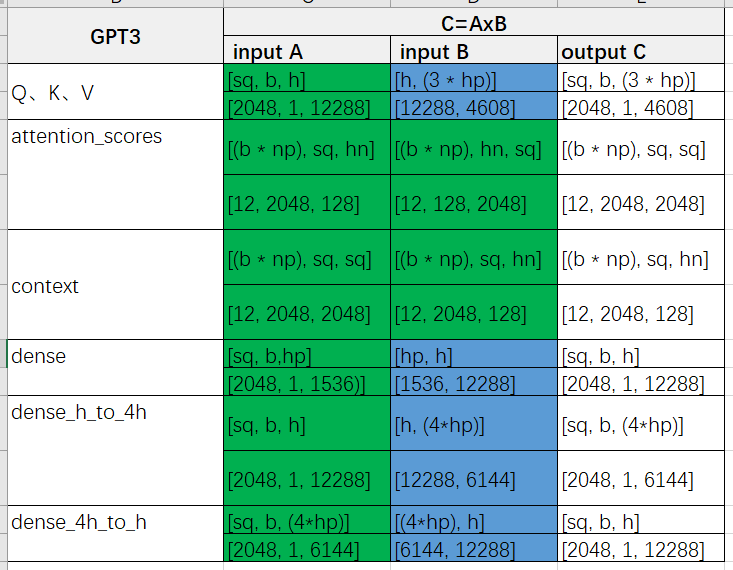 GPT3
C=AxB
input A
input B
output C
Q、K、V
[sq, b, h]
[h, (3 * hp)]
[sq, b, (3 * hp)]
[2048, 1, 12288]
[12288, 4608]
[2048, 1, 4608]
attention_scores
[(b * np), sq, hn]
[(b * np), hn, sq]
[(b * np), sq, sq]
[12, 2048, 128]
[12, 128, 2048]
[12, 2048, 2048]
context
[(b * np), sq, sq]
[(b * np), sq, hn]
[(b * np), sq, hn]
[12, 2048, 2048]
[12, 2048, 128]
[12, 2048, 128]
dense
[sq, b,hp]
[hp, h]
[sq, b, h]
[2048, 1, 1536)]
[1536, 12288]
[2048, 1, 12288]
dense_h_to_4h
[sq, b, h]
[h, (4*hp)]
[sq, b, (4*hp)]
[2048, 1, 12288]
[12288, 6144]
[2048, 1, 6144]
dense_4h_to_h
[sq, b, (4*hp)]
[(4*hp), h]
[sq, b, h]
[2048, 1, 6144]
[6144, 12288]
[2048, 1, 12288]